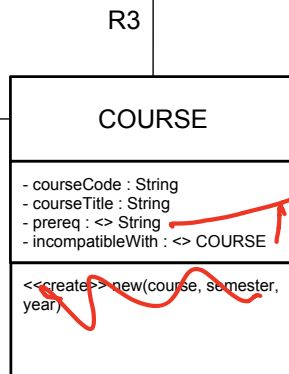 R3
COURSE
- courseCode : String
- courseTitle : String
- prereq : <> String
- incompatibleWith : <> COURSE
<<create>> new(course, semester,
year)